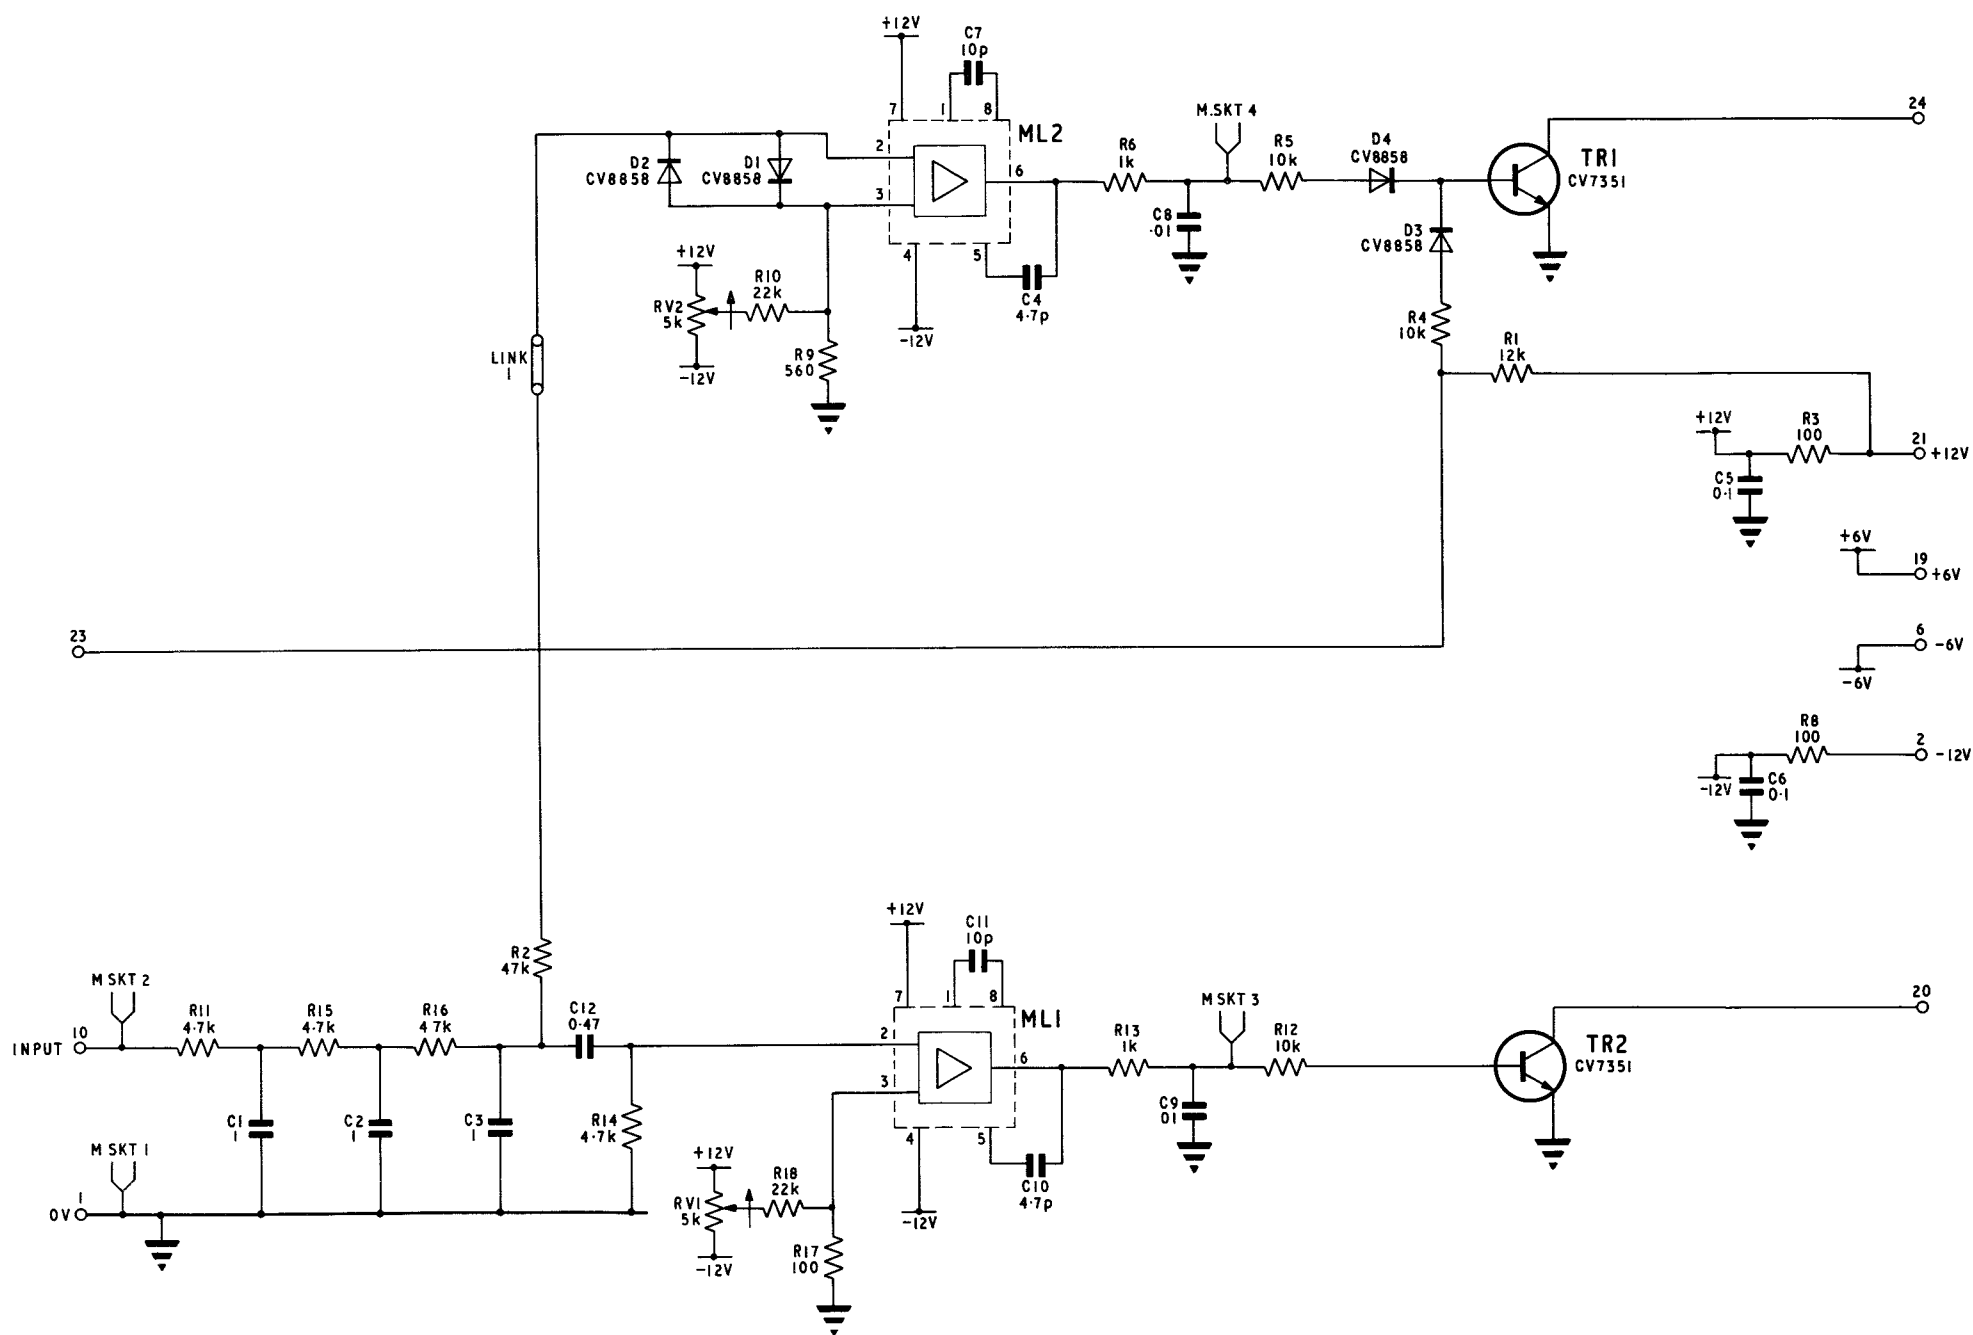 +12V
C7
10p
7
1
8
ML2
2
3
6
4
5
-12V
C4
4·7p
D2
CV8858
D1
CV8858
+12V
RV2
5k
-12V
R10
22k
R9
560
LINK
1
R6
1k
C8
·01
M.SKT 4
R5
10k
D4
CV8858
D3
CV8858
TR1
CV7351
24
R4
10k
R1
12k
+12V
R3
100
21
+12V
C5
0·1
+6V
19
+6V
6
-6V
-6V
R8
100
2
-12V
-12V
C6
0·1
23
R2
47k
M SKT 2
10
INPUT
R11
4·7k
R15
4·7k
R16
4 7k
C12
0·47
C1
1
C2
1
C3
1
R14
4·7k
M SKT 1
1
0V
+12V
C11
10p
7
1
8
ML1
2
3
6
4
5
-12V
C10
4·7p
+12V
RV1
5k
-12V
R18
22k
R17
100
R13
1k
C9
01
M SKT 3
R12
10k
TR2
CV7351
20